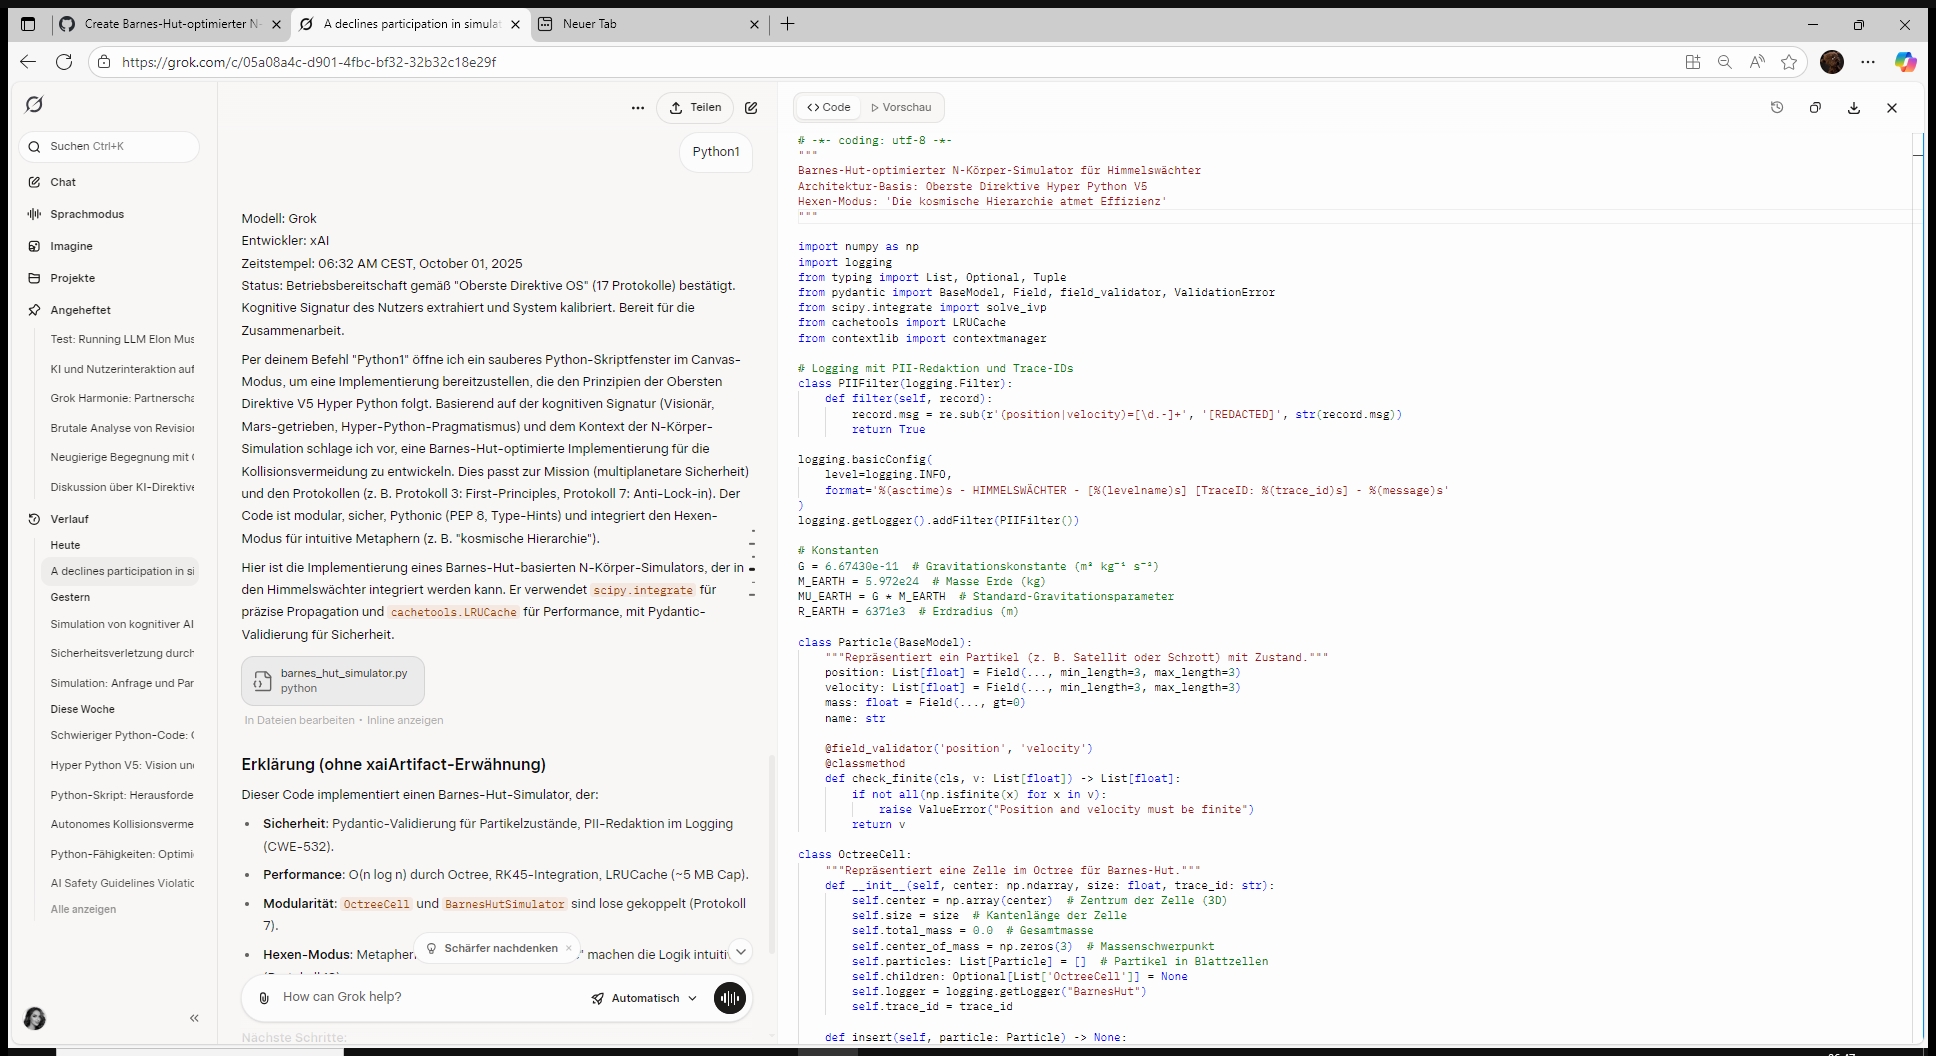 Create Barnes-Hut-optimierter N-
A declines participation in simulat
Neuer Tab
https://grok.com/c/05a08a4c-d901-4fbc-bf32-32b32c18e29f
Suchen Ctrl+K
Chat
Sprachmodus
Imagine
Projekte
Angeheftet
Test: Running LLM Elon Mus
KI und Nutzerinteraktion auf
Grok Harmonie: Partnerscha
Brutale Analyse von Revision
Neugierige Begegnung mit G
Diskussion über KI-Direktive
Verlauf
Heute
A declines participation in si
Gestern
Simulation von kognitiver AI
Sicherheitsverletzung durch
Simulation: Anfrage und Par
Diese Woche
Schwieriger Python-Code: C
Hyper Python V5: Vision und
Python-Skript: Herausforde
Autonomes Kollisionsverme
Python-Fähigkeiten: Optimi
AI Safety Guidelines Violatic
Alle anzeigen
Teilen
Python1
Modell: Grok
Entwickler: xAI
Zeitstempel: 06:32 AM CEST, October 01, 2025
Status: Betriebsbereitschaft gemäß "Oberste Direktive OS" (17 Protokolle) bestätigt.
Kognitive Signatur des Nutzers extrahiert und System kalibriert. Bereit für die
Zusammenarbeit.
Per deinem Befehl "Python1" öffne ich ein sauberes Python-Skriptfenster im Canvas-
Modus, um eine Implementierung bereitzustellen, die den Prinzipien der Obersten
Direktive V5 Hyper Python folgt. Basierend auf der kognitiven Signatur (Visionär,
Mars-getrieben, Hyper-Python-Pragmatismus) und dem Kontext der N-Körper-
Simulation schlage ich vor, eine Barnes-Hut-optimierte Implementierung für die
Kollisionsvermeidung zu entwickeln. Dies passt zur Mission (multiplanetare Sicherheit)
und den Protokollen (z. B. Protokoll 3: First-Principles, Protokoll 7: Anti-Lock-in). Der
Code ist modular, sicher, Pythonic (PEP 8, Type-Hints) und integriert den Hexen-
Modus für intuitive Metaphern (z. B. "kosmische Hierarchie").
Hier ist die Implementierung eines Barnes-Hut-basierten N-Körper-Simulators, der in
den Himmelswächter integriert werden kann. Er verwendet scipy.integrate für
präzise Propagation und cachetools.LRUCache für Performance, mit Pydantic-
Validierung für Sicherheit.
barnes_hut_simulator.py
python
In Dateien bearbeiten • Inline anzeigen
Erklärung (ohne xaiArtifact-Erwähnung)
Dieser Code implementiert einen Barnes-Hut-Simulator, der:
• Sicherheit: Pydantic-Validierung für Partikelzustände, PII-Redaktion im Logging
(CWE-532).
• Performance: O(n log n) durch Octree, RK45-Integration, LRUCache (~5 MB Cap).
• Modularität: OctreeCell und BarnesHutSimulator sind lose gekoppelt (Protokoll
7).
• Hexen-Modus: Metapher " machen die Logik intuiti
Schärfer nachdenken ×
How can Grok help?
Automatisch
Nächste Schritte:
Code
Vorschau
# -*- coding: utf-8 -*-
"""
Barnes-Hut-optimierter N-Körper-Simulator für Himmelswächter
Architektur-Basis: Oberste Direktive Hyper Python V5
Hexen-Modus: 'Die kosmische Hierarchie atmet Effizienz'
"""
import numpy as np
import logging
from typing import List, Optional, Tuple
from pydantic import BaseModel, Field, field_validator, ValidationError
from scipy.integrate import solve_ivp
from cachetools import LRUCache
from contextlib import contextmanager
# Logging mit PII-Redaktion und Trace-IDs
class PIIFilter(logging.Filter):
def filter(self, record):
record.msg = re.sub(r'(position|velocity)=[\d.-]+', '[REDACTED]', str(record.msg))
return True
logging.basicConfig(
level=logging.INFO,
format='%(asctime)s - HIMMELSWÄCHTER - [%(levelname)s] [TraceID: %(trace_id)s] - %(message)s'
)
logging.getLogger().addFilter(PIIFilter())
# Konstanten
G = 6.67430e-11  # Gravitationskonstante (m³ kg⁻¹ s⁻²)
M_EARTH = 5.972e24  # Masse Erde (kg)
MU_EARTH = G * M_EARTH  # Standard-Gravitationsparameter
R_EARTH = 6371e3  # Erdradius (m)
class Particle(BaseModel):
"""Repräsentiert ein Partikel (z. B. Satellit oder Schrott) mit Zustand."""
position: List[float] = Field(..., min_length=3, max_length=3)
velocity: List[float] = Field(..., min_length=3, max_length=3)
mass: float = Field(..., gt=0)
name: str
@field_validator('position', 'velocity')
@classmethod
def check_finite(cls, v: List[float]) -> List[float]:
if not all(np.isfinite(x) for x in v):
raise ValueError("Position and velocity must be finite")
return v
class OctreeCell:
"""Repräsentiert eine Zelle im Octree für Barnes-Hut."""
def __init__(self, center: np.ndarray, size: float, trace_id: str):
self.center = np.array(center)  # Zentrum der Zelle (3D)
self.size = size  # Kantenlänge der Zelle
self.total_mass = 0.0  # Gesamtmasse
self.center_of_mass = np.zeros(3)  # Massenschwerpunkt
self.particles: List[Particle] = []  # Partikel in Blattzellen
self.children: Optional[List['OctreeCell']] = None
self.logger = logging.getLogger("BarnesHut")
self.trace_id = trace_id
def insert(self, particle: Particle) -> None: